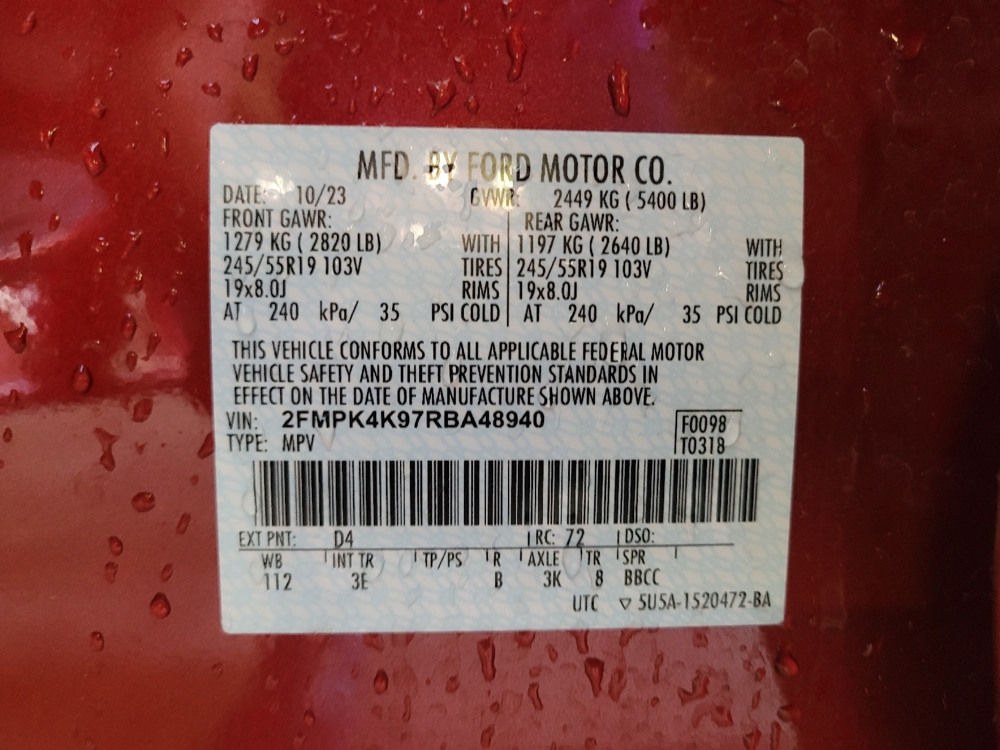 MFD. BY FORD MOTOR CO.
DATE: 10/23 GVWR: 2449 KG ( 5400 LB)
FRONT GAWR: REAR GAWR:
1279 KG ( 2820 LB) WITH 1197 KG ( 2640 LB) WITH
245/55R19 103V TIRES 245/55R19 103V TIRES
19x8.0J RIMS 19x8.0J RIMS
AT 240 kPa/ 35 PSI COLD AT 240 kPa/ 35 PSI COLD
THIS VEHICLE CONFORMS TO ALL APPLICABLE FEDERAL MOTOR
VEHICLE SAFETY AND THEFT PREVENTION STANDARDS IN
EFFECT ON THE DATE OF MANUFACTURE SHOWN ABOVE.
VIN: 2FMPK4K97RBA48940 F0098
TYPE: MPV T0318
EXT PNT: D4 RC: 72 DSO:
WB INT TR TP/PS R AXLE TR SPR
112 3E B 3K 8 BBCC
UTC ▽ 5U5A-1520472-BA